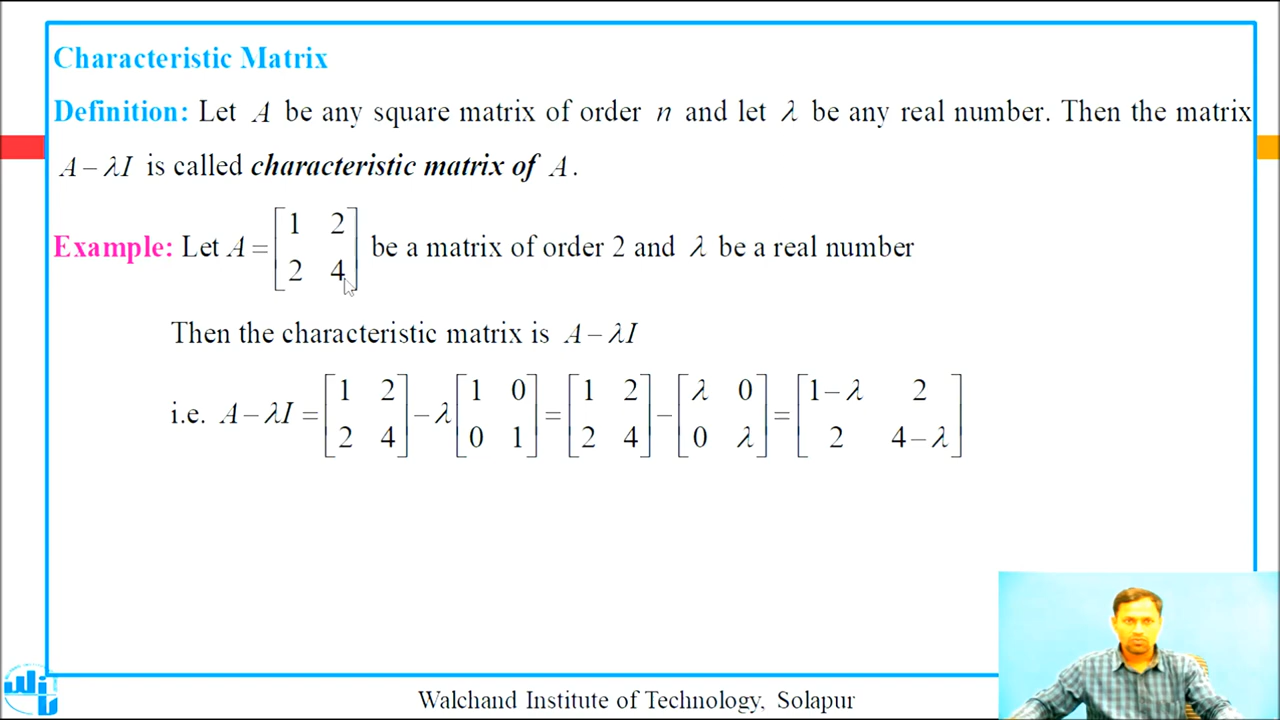 Characteristic Matrix
Definition: Let A be any square matrix of order n and let λ be any real number. Then the matrix
A − λI is called characteristic matrix of A.
Example: Let A = [1 2; 2 4] be a matrix of order 2 and λ be a real number
Then the characteristic matrix is A − λI
i.e. A − λI = [1 2; 2 4] − λ [1 0; 0 1] = [1 2; 2 4] − [λ 0; 0 λ] = [1−λ 2; 2 4−λ]
Walchand Institute of Technology, Solapur